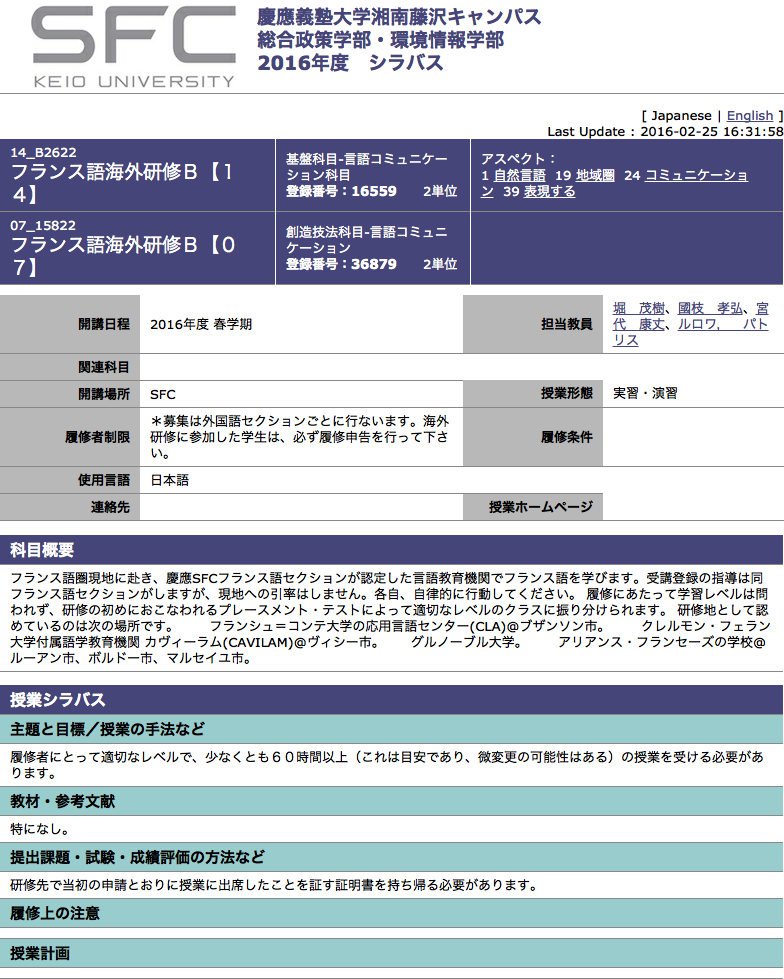 SFC
KEIO UNIVERSITY
慶應義塾大学湘南藤沢キャンパス
総合政策学部・環境情報学部
2016年度　シラバス
[ Japanese | English ]
Last Update : 2016-02-25 16:31:58
14_B2622
フランス語海外研修Ｂ【１
４】
基盤科目-言語コミュニケー
ション科目
登録番号：16559　2単位
アスペクト：
1 自然言語 19 地域圏 24 コミュニケーショ
ン 39 表現する
07_15822
フランス語海外研修Ｂ【０
７】
創造技法科目-言語コミュニ
ケーション
登録番号：36879　2単位
開講日程
2016年度 春学期
担当教員
堀　茂樹、國枝　孝弘、宮
代　康丈、ルロワ,　パト
リス
関連科目
開講場所
SFC
授業形態
実習・演習
履修者制限
＊募集は外国語セクションごとに行ないます。海外
研修に参加した学生は、必ず履修申告を行って下さ
い。
履修条件
使用言語
日本語
連絡先
授業ホームページ
科目概要
フランス語圏現地に赴き、慶應SFCフランス語セクションが認定した言語教育機関でフランス語を学びます。受講登録の指導は同
フランス語セクションがしますが、現地への引率はしません。各自、自律的に行動してください。 履修にあたって学習レベルは問
われず、研修の初めにおこなわれるプレースメント・テストによって適切なレベルのクラスに振り分けられます。 研修地として認
めているのは次の場所です。　　　フランシュ＝コンテ大学の応用言語センター(CLA)@ブザンソン市。　　　クレルモン・フェラン
大学付属語学教育機関 カヴィーラム(CAVILAM)@ヴィシー市。　　　グルノーブル大学。　　　アリアンス・フランセーズの学校@
ルーアン市、ボルドー市、マルセイユ市。
授業シラバス
主題と目標／授業の手法など
履修者にとって適切なレベルで、少なくとも６０時間以上（これは目安であり、微変更の可能性はある）の授業を受ける必要があ
ります。
教材・参考文献
特になし。
提出課題・試験・成績評価の方法など
研修先で当初の申請とおりに授業に出席したことを証す証明書を持ち帰る必要があります。
履修上の注意
授業計画